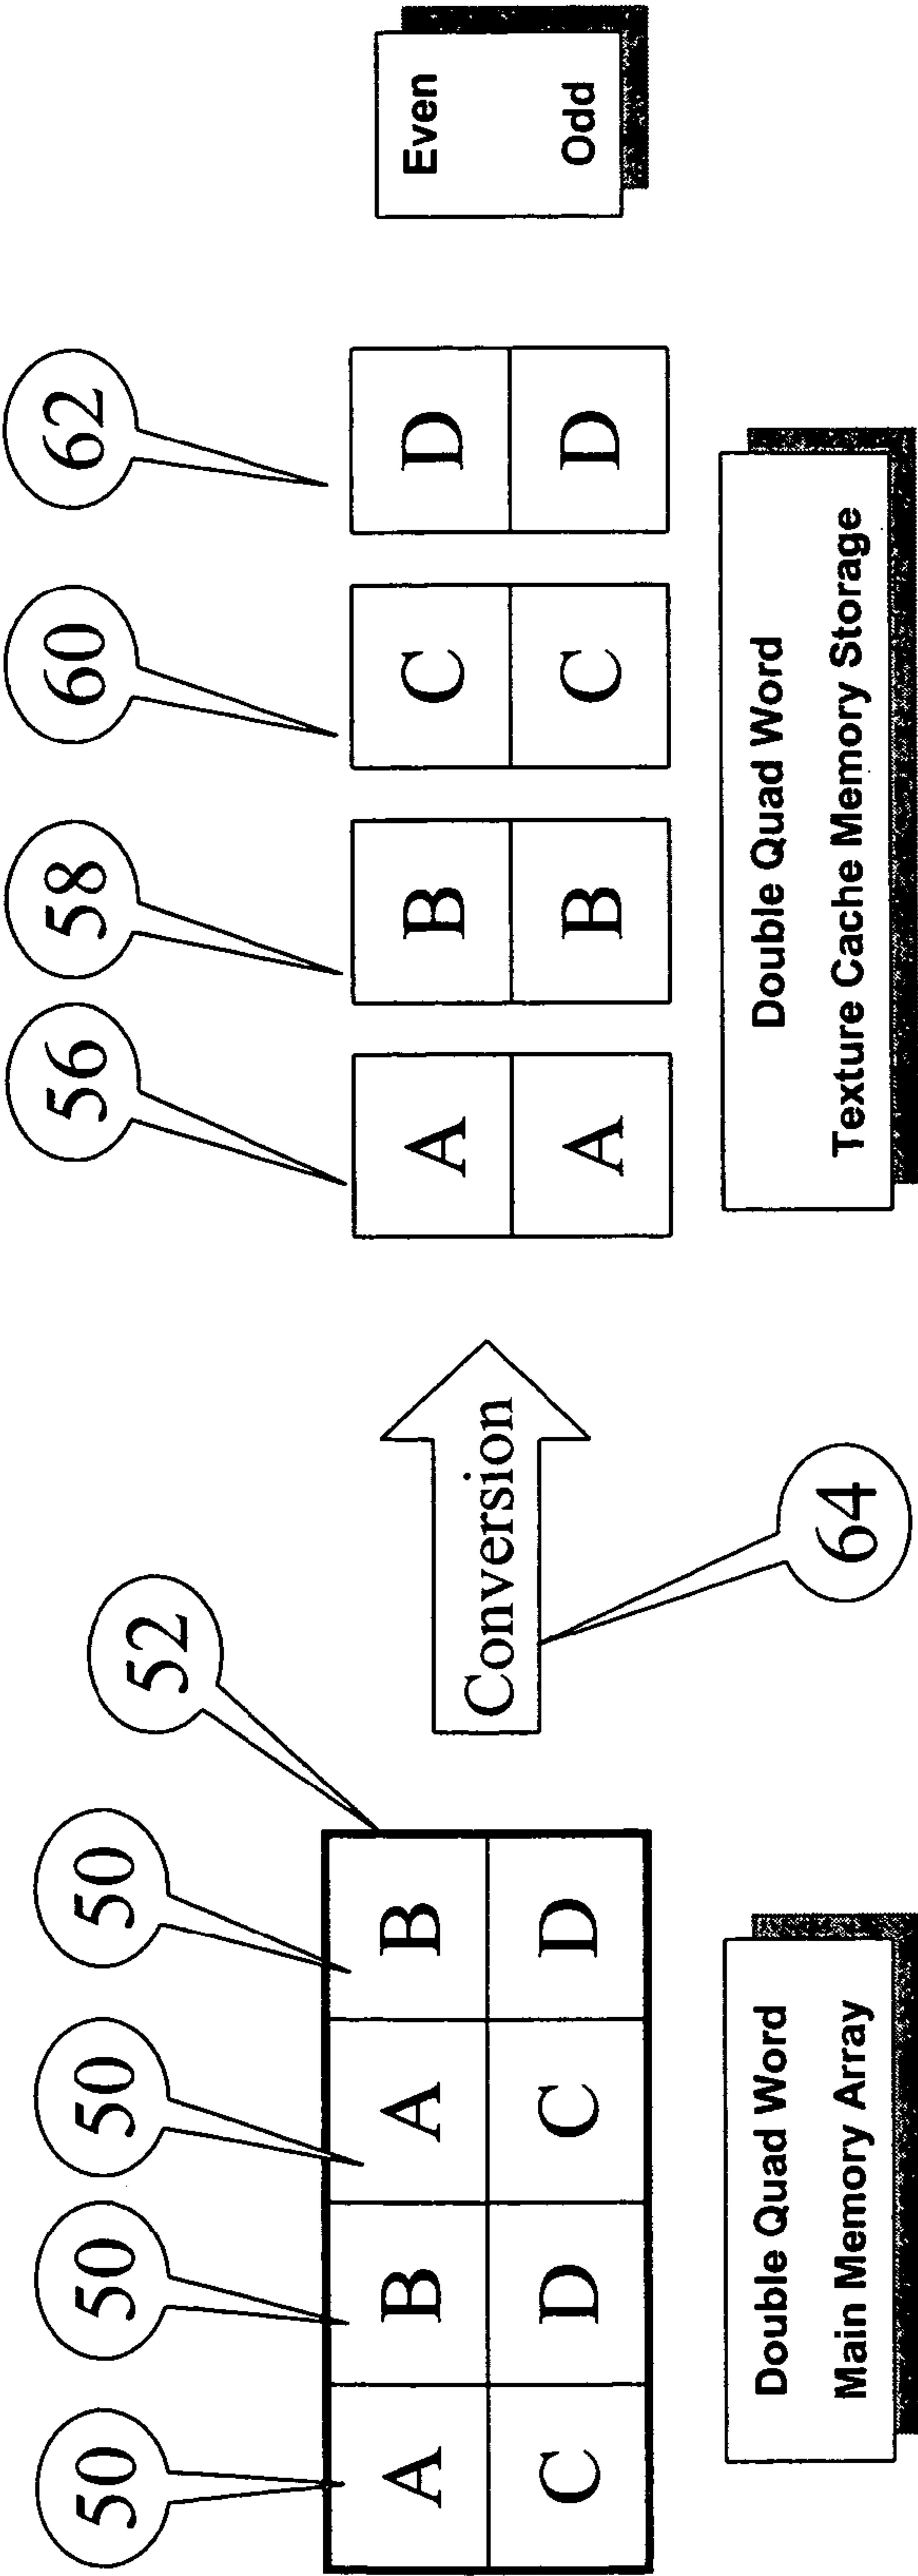 50
50
50
50
52
56
58
60
62
A B A B
C D C D
Conversion
64
A B C D
A B C D
Even
Odd
Double Quad Word
Main Memory Array
Double Quad Word
Texture Cache Memory Storage